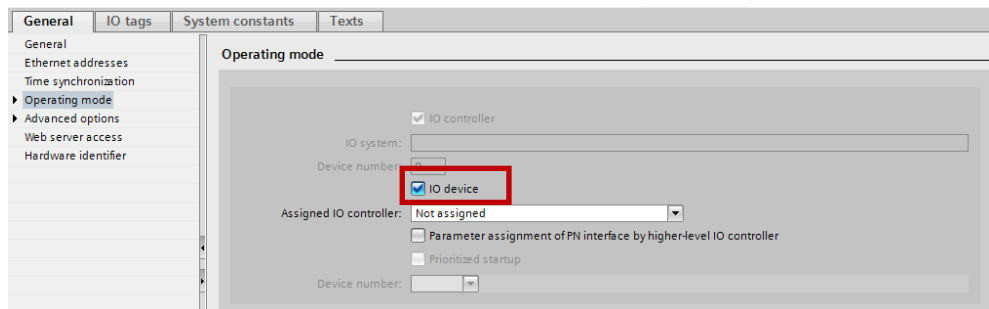 General IO tags System constants Texts
General
Ethernet addresses
Time synchronization
Operating mode
Advanced options
Web server access
Hardware identifier
Operating mode
IO controller
IO system:
Device number: 0
IO device
Assigned IO controller: Not assigned
Parameter assignment of PN interface by higher-level IO controller
Prioritized startup
Device number: